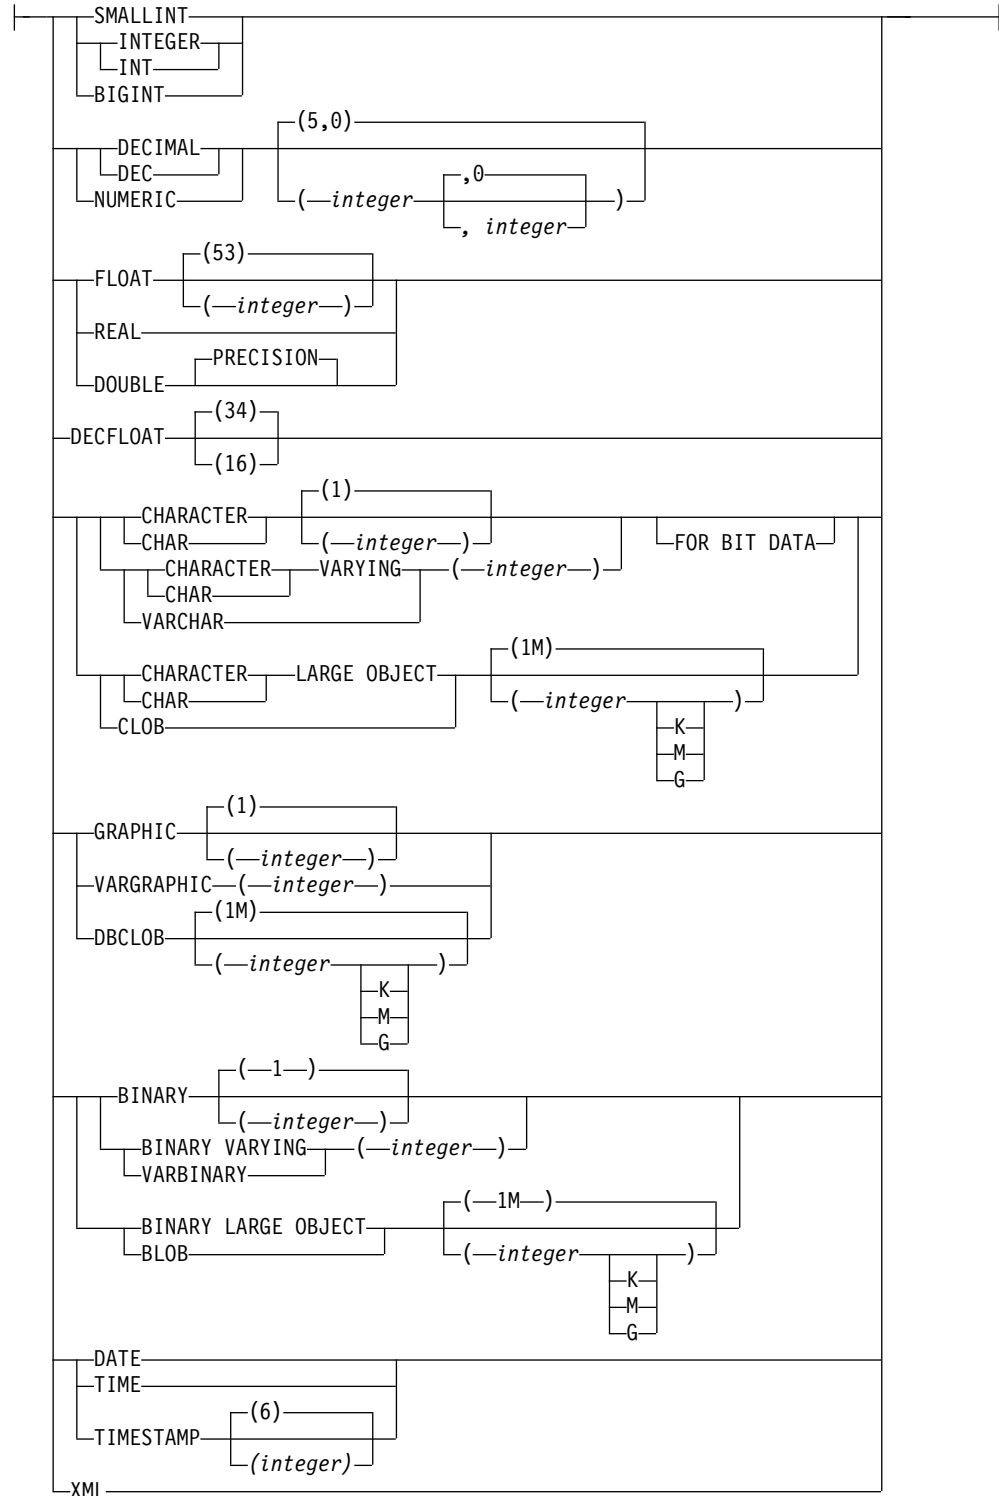 SMALLINT
INTEGER
INT
BIGINT
(5,0)
DECIMAL
DEC
NUMERIC
( integer )
,0
, integer
(53)
FLOAT
( integer )
REAL
PRECISION
DOUBLE
(34)
DECFLOAT
(16)
(1)
CHARACTER
CHAR
( integer )
FOR BIT DATA
CHARACTER VARYING ( integer )
CHAR
VARCHAR
(1M)
CHARACTER LARGE OBJECT
CHAR
( integer )
CLOB
K
M
G
(1)
GRAPHIC
( integer )
VARGRAPHIC ( integer )
(1M)
DBCLOB
( integer )
K
M
G
( 1 )
BINARY
( integer )
BINARY VARYING ( integer )
VARBINARY
( 1M )
BINARY LARGE OBJECT
BLOB
( integer )
K
M
G
DATE
TIME
(6)
TIMESTAMP
(integer)
XML